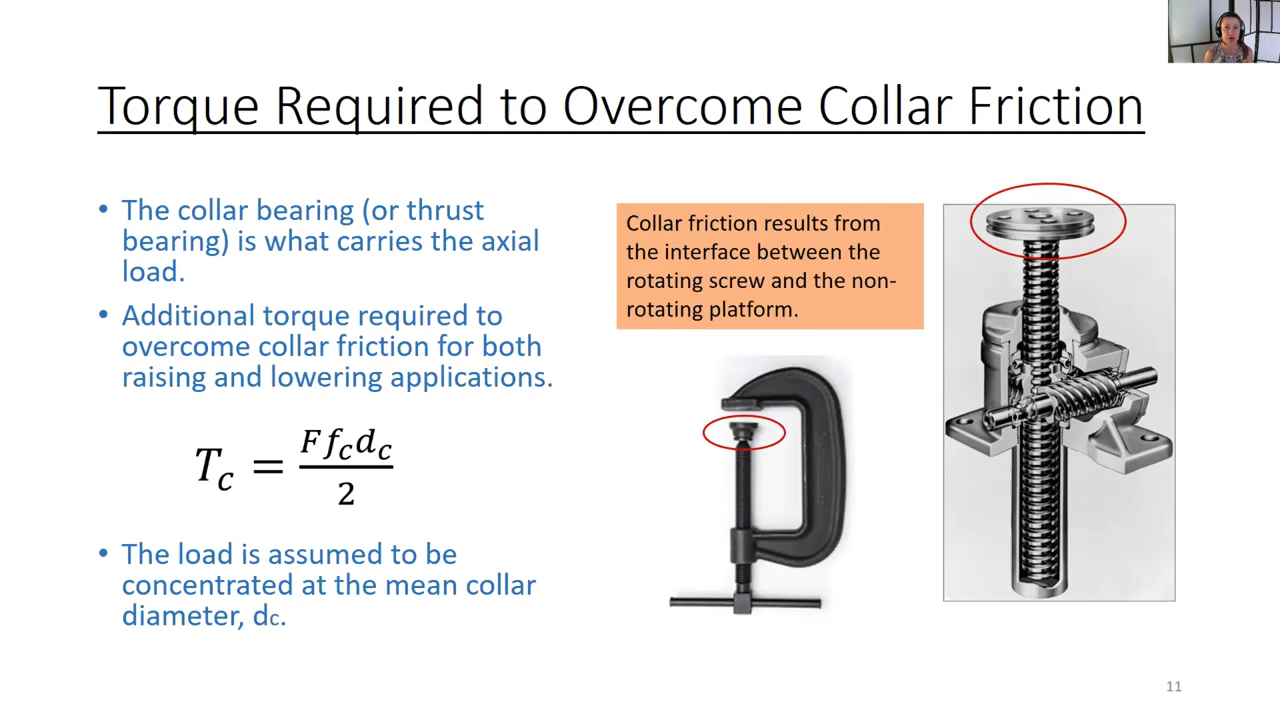 Torque Required to Overcome Collar Friction
• The collar bearing (or thrust
bearing) is what carries the axial
load.
• Additional torque required to
overcome collar friction for both
raising and lowering applications.
T_c = \frac{F f_c d_c}{2}
• The load is assumed to be
concentrated at the mean collar
diameter, dc.
Collar friction results from
the interface between the
rotating screw and the non-
rotating platform.
11